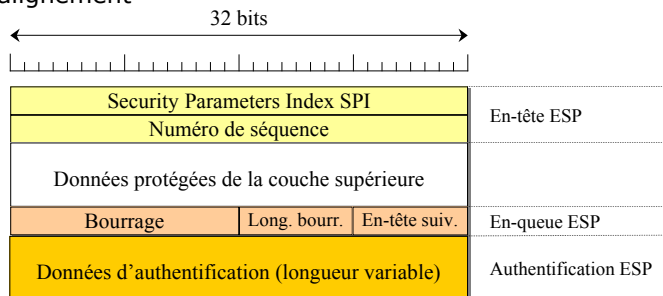 alignement
32 bits
Security Parameters Index SPI
Numéro de séquence
En-tête ESP
Données protégées de la couche supérieure
Bourrage
Long. bourr.
En-tête suiv.
En-queue ESP
Données d’authentification (longueur variable)
Authentification ESP